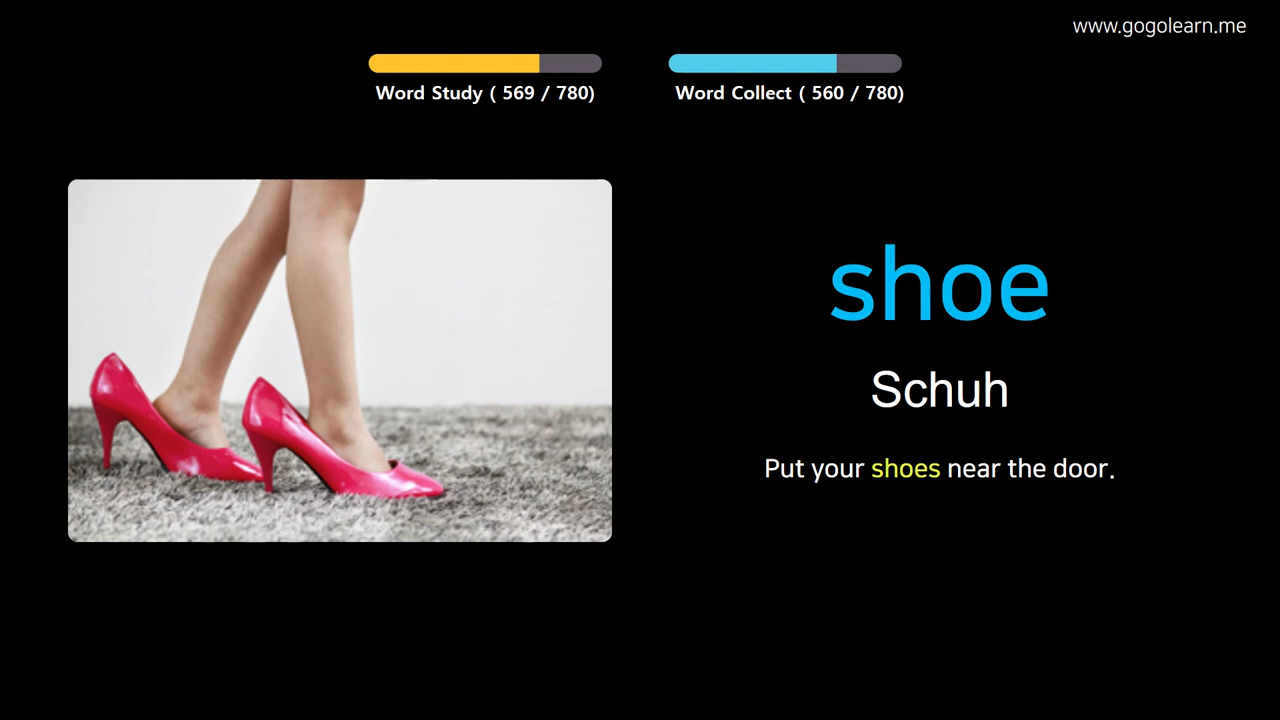 www.gogolearn.me
Word Study ( 569 / 780)
Word Collect ( 560 / 780)
shoe
Schuh
Put your shoes near the door.